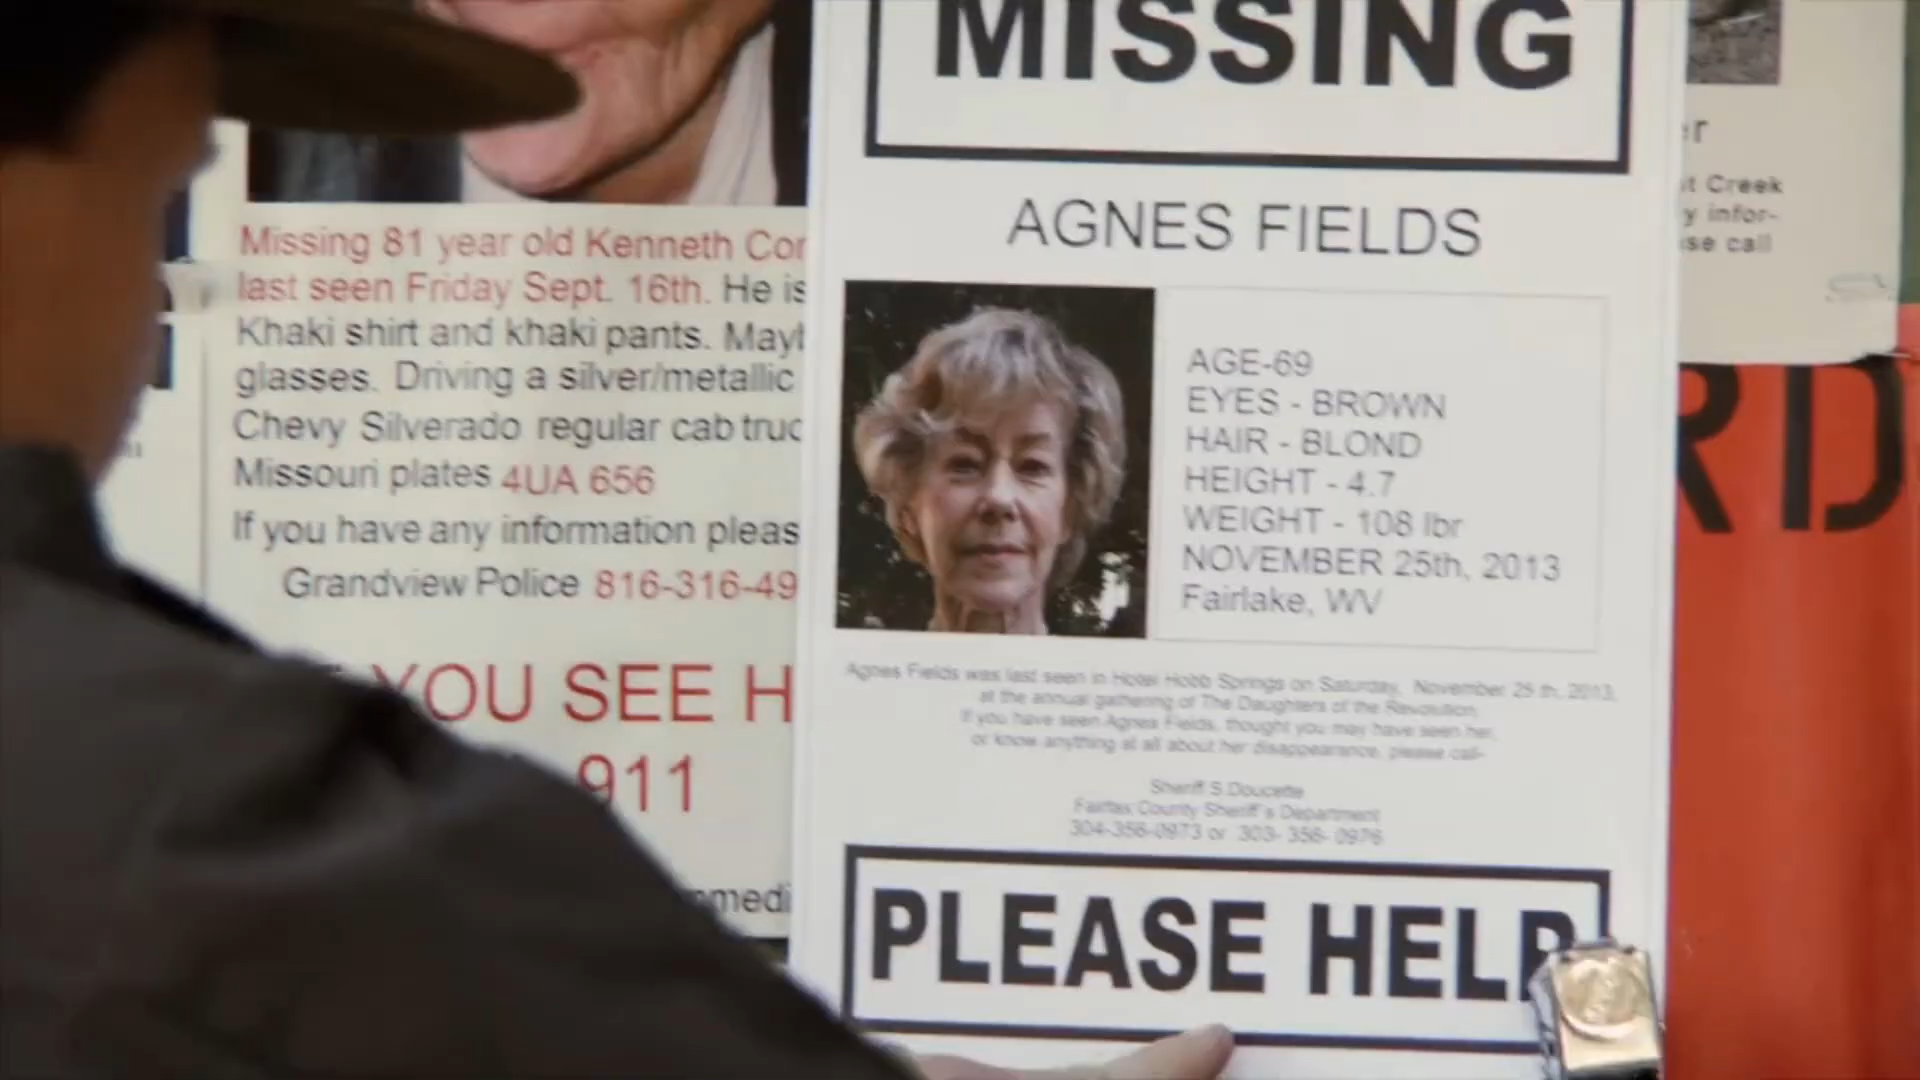 Missing 81 year old Kenneth Cor
last seen Friday Sept. 16th. He is
Khaki shirt and khaki pants. Mayb
glasses. Driving a silver/metallic
Chevy Silverado regular cab truc
Missouri plates 4UA 656
If you have any information pleas
Grandview Police 816-316-49
YOU SEE H
911
mmedi
MISSING
AGNES FIELDS
AGE-69
EYES - BROWN
HAIR - BLOND
HEIGHT - 4.7
WEIGHT - 108 lbr
NOVEMBER 25th, 2013
Fairlake, WV
Agnes Fields was last seen in Hotel Hobb Springs on Saturday, November 25 th, 2013,
at the annual gathering of The Daughters of the Revolution.
If you have seen Agnes Fields, thought you may have seen her,
or know anything at all about her disappearance, please call-
Sheriff S.Doucette
Fairfax County Sheriff's Department
304-356-0973 or 303- 356- 0976
PLEASE HELP
r
t Creek
y infor-
se call
RD